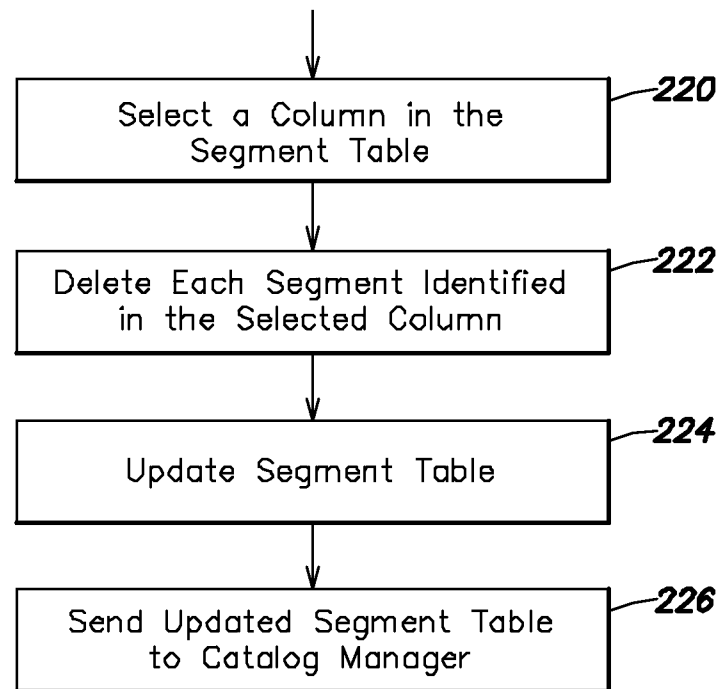 220
Select a Column in the
Segment Table
222
Delete Each Segment Identified
in the Selected Column
224
Update Segment Table
226
Send Updated Segment Table
to Catalog Manager